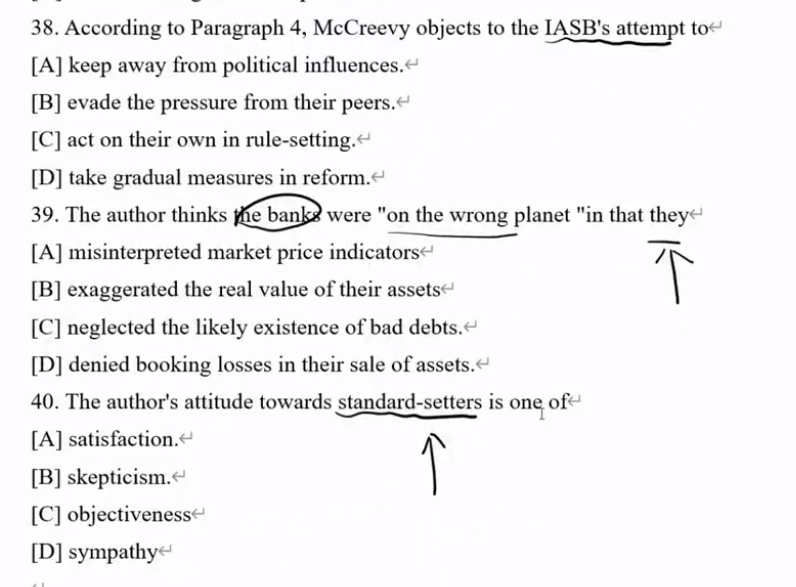 38. According to Paragraph 4, McCreevy objects to the IASB's attempt to
[A] keep away from political influences.
[B] evade the pressure from their peers.
[C] act on their own in rule-setting.
[D] take gradual measures in reform.
39. The author thinks the banks were "on the wrong planet "in that they
[A] misinterpreted market price indicators
[B] exaggerated the real value of their assets
[C] neglected the likely existence of bad debts.
[D] denied booking losses in their sale of assets.
40. The author's attitude towards standard-setters is one of
[A] satisfaction.
[B] skepticism.
[C] objectiveness
[D] sympathy